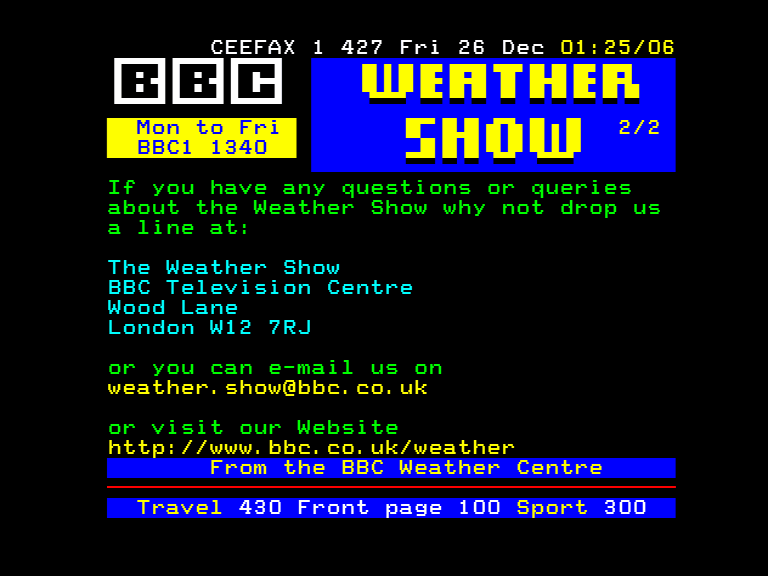 CEEFAX 1 427 Fri 26 Dec 01:25/06
BBC WEATHER
Mon to Fri SHOW 2/2
BBC1 1340
If you have any questions or queries
about the Weather Show why not drop us
a line at:
The Weather Show
BBC Television Centre
Wood Lane
London W12 7RJ
or you can e-mail us on
weather.show@bbc.co.uk
or visit our Website
http://www.bbc.co.uk/weather
From the BBC Weather Centre
Travel 430 Front page 100 Sport 300